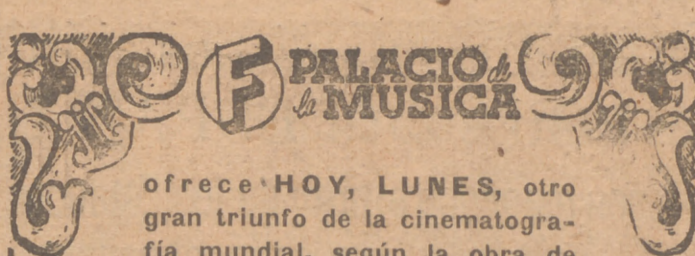 F PALACIO de
la MUSICA
ofrece HOY, LUNES, otro
gran triunfo de la cinematogra-
fía mundial, según la obra de